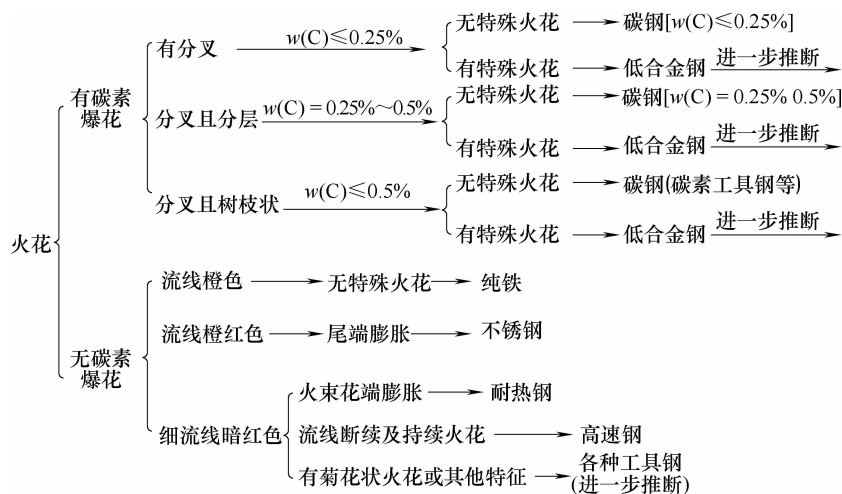 火花
有碳素
爆花
有分叉 w(C)≤0.25%
无特殊火花 碳钢[w(C)≤0.25%]
有特殊火花 低合金钢 进一步推断
分叉且分层 w(C) = 0.25%~0.5%
无特殊火花 碳钢[w(C) = 0.25% 0.5%]
有特殊火花 低合金钢 进一步推断
分叉且树枝状 w(C)≤0.5%
无特殊火花 碳钢(碳素工具钢等)
有特殊火花 低合金钢 进一步推断
无碳素
爆花
流线橙色 无特殊火花 纯铁
流线橙红色 尾端膨胀 不锈钢
细流线暗红色
火束花端膨胀 耐热钢
流线断续及持续火花 高速钢
有菊花状火花或其他特征 各种工具钢
(进一步推断)